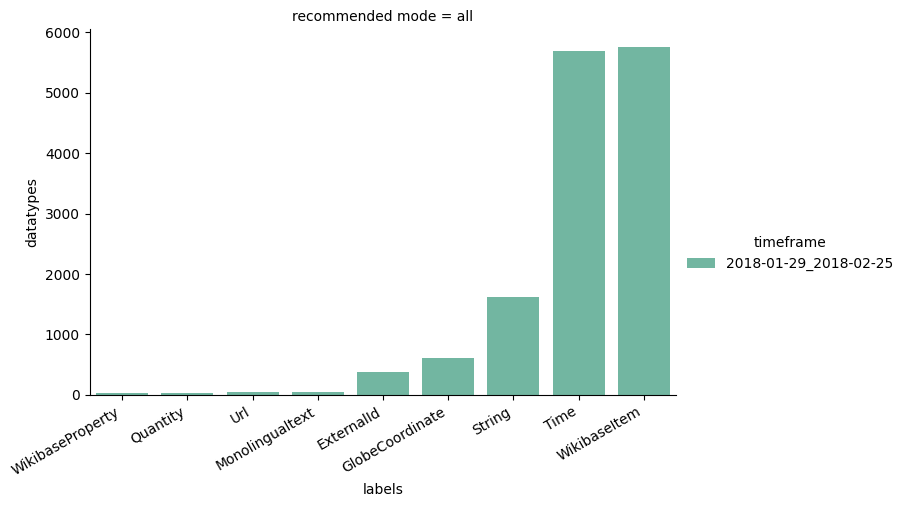 recommended mode = all
6000
5000
4000
3000
2000
1000
0
datatypes
WikibaseProperty
Quantity
Url
Monolingualtext
ExternalId
GlobeCoordinate
String
Time
WikibaseItem
labels
timeframe
2018-01-29_2018-02-25